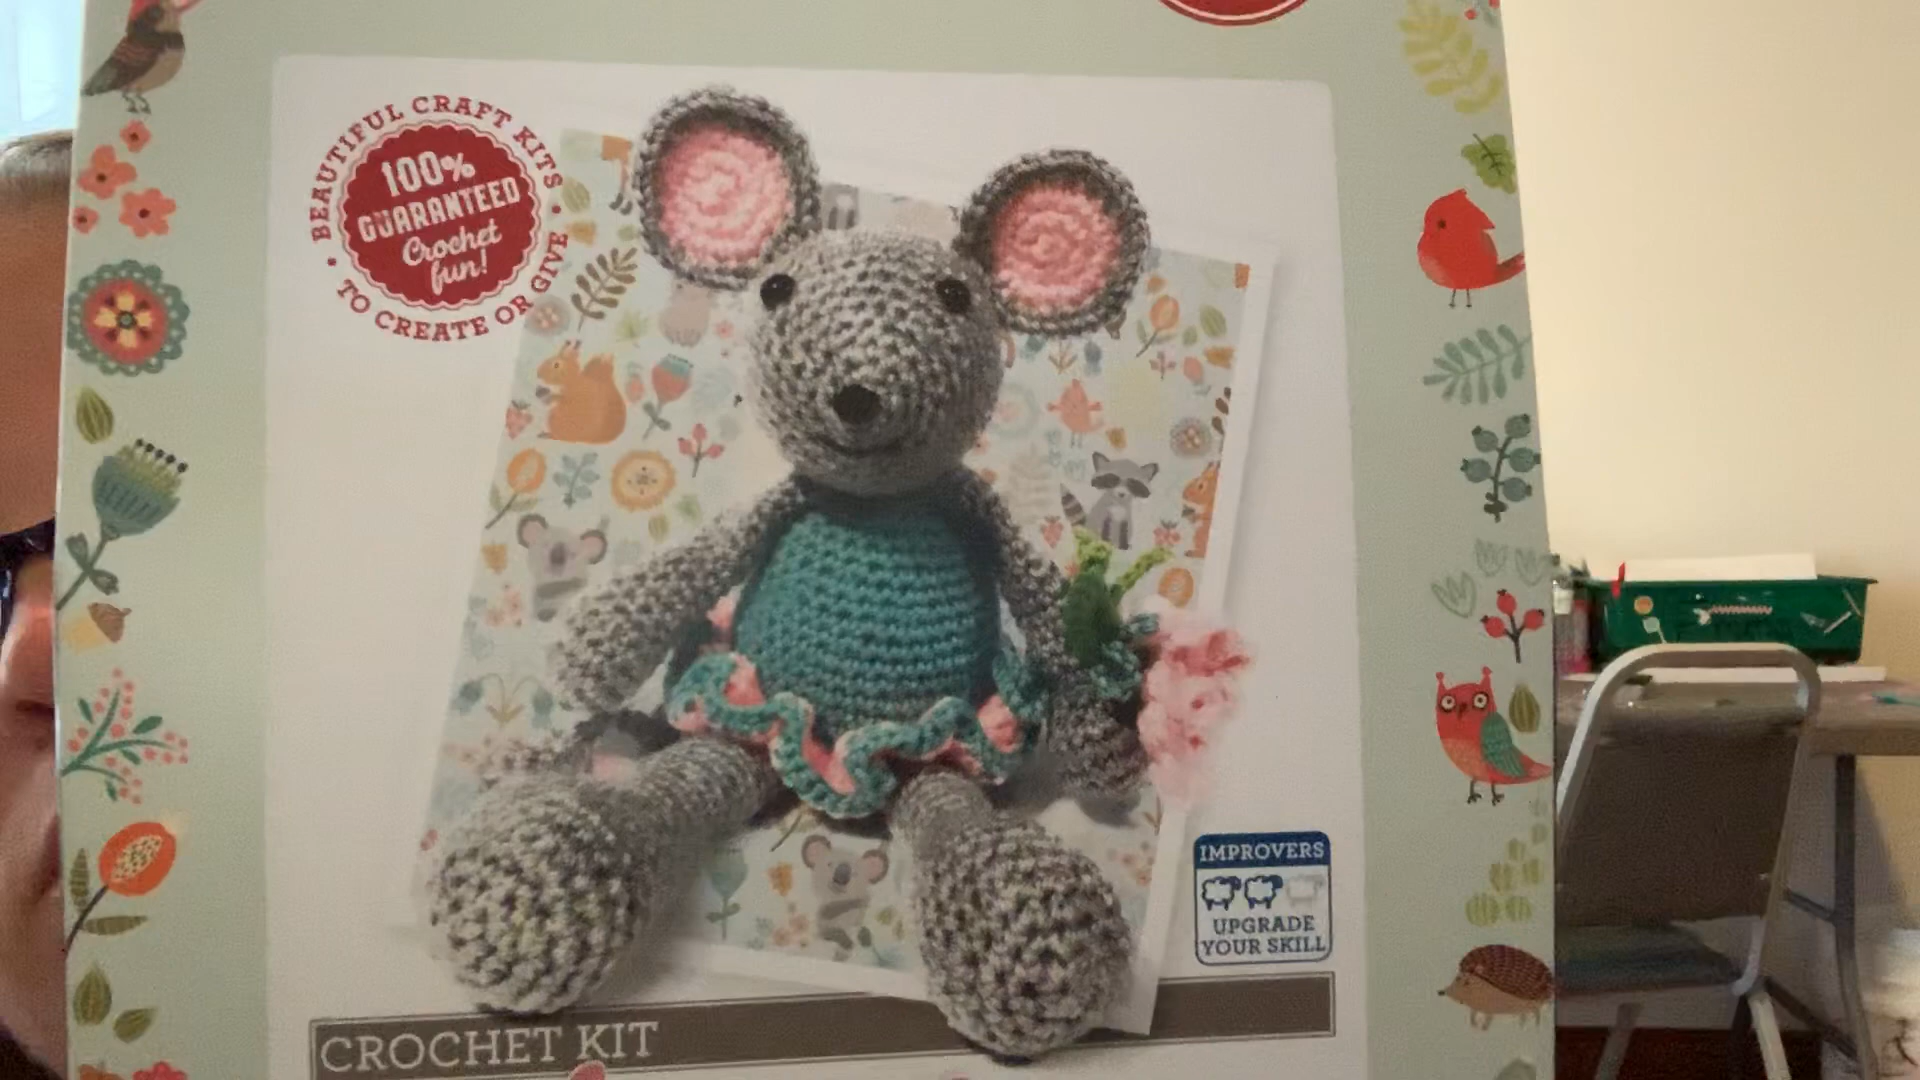 BEAUTIFUL CRAFT KITS
100%
GUARANTEED
Crochet
fun!
• TO CREATE OR GIVE •
IMPROVERS
UPGRADE
YOUR SKILL
CROCHET KIT